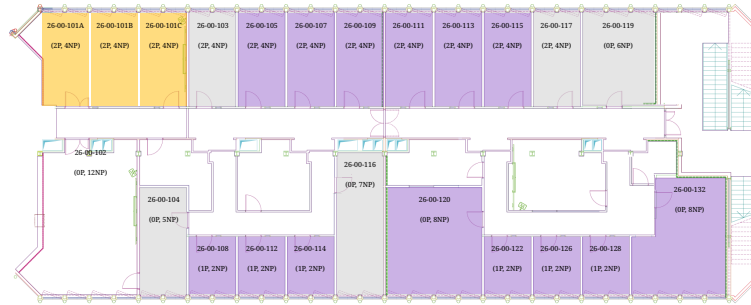 26-00-101A
(2P, 4NP)
26-00-101B
(2P, 4NP)
26-00-101C
(2P, 4NP)
26-00-103
(2P, 4NP)
26-00-105
(2P, 4NP)
26-00-107
(2P, 4NP)
26-00-109
(2P, 4NP)
26-00-111
(2P, 4NP)
26-00-113
(2P, 4NP)
26-00-115
(2P, 4NP)
26-00-117
(2P, 4NP)
26-00-119
(0P, 6NP)
26-00-102
(0P, 12NP)
26-00-104
(0P, 5NP)
26-00-108
(1P, 2NP)
26-00-112
(1P, 2NP)
26-00-114
(1P, 2NP)
26-00-116
(0P, 7NP)
26-00-120
(0P, 8NP)
26-00-122
(1P, 2NP)
26-00-126
(1P, 2NP)
26-00-128
(1P, 2NP)
26-00-132
(0P, 8NP)